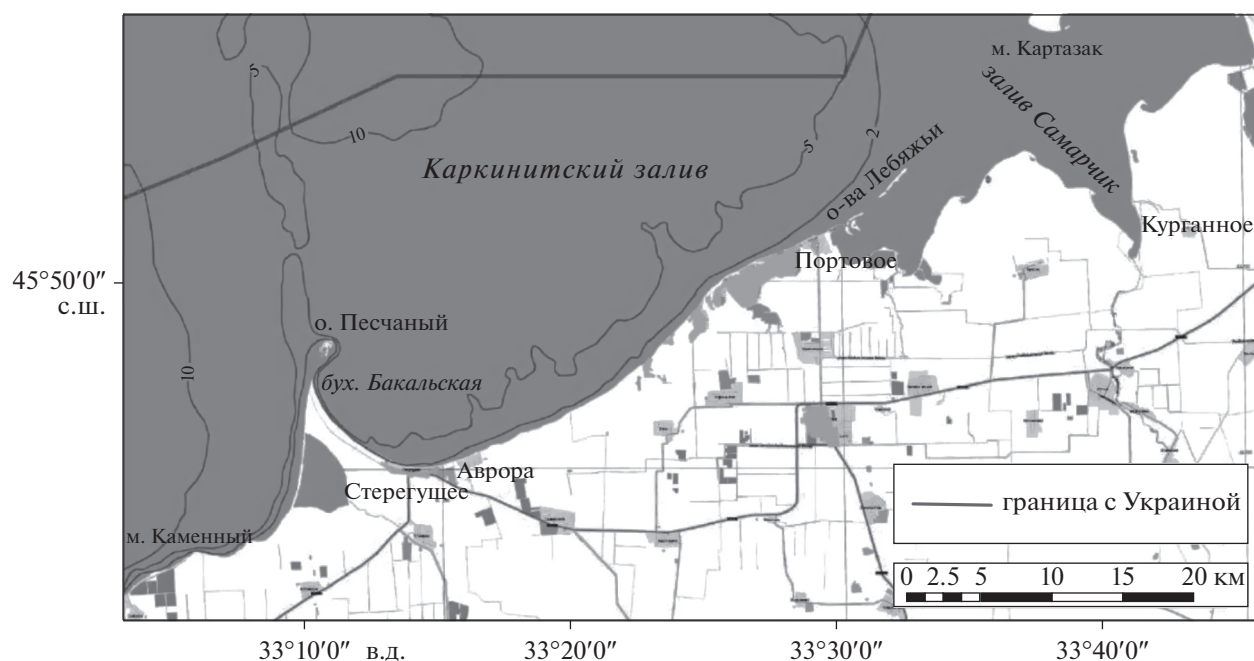 м. Картазак
залив Самарчик
5
10
5
2
Каркинитский залив
о-ва Лебяжьи
Курганное
Портовое
45°50′0″
с.ш.
о. Песчаный
10
бух. Бакальская
Аврора
Стерегущее
граница с Украиной
м. Каменный
0 2.5 5 10 15 20 км
33°10′0″ в.д. 33°20′0″ 33°30′0″ 33°40′0″